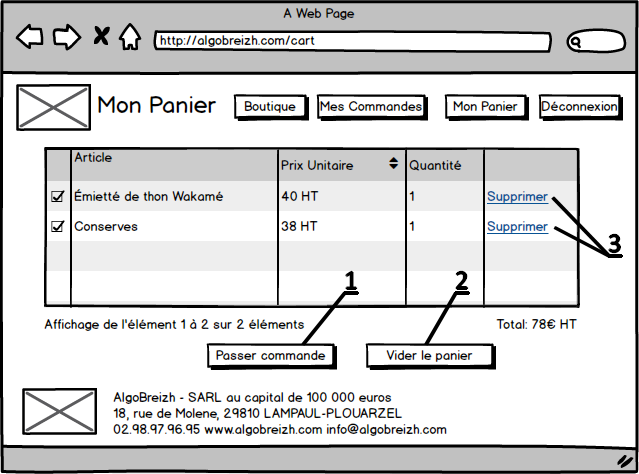 A Web Page
http://algobreizh.com/cart
Mon Panier
Boutique
Mes Commandes
Mon Panier
Déconnexion
Article Prix Unitaire Quantité
Émietté de thon Wakamé 40 HT 1 Supprimer
Conserves 38 HT 1 Supprimer
3
1 2
Affichage de l'élément 1 à 2 sur 2 éléments Total: 78€ HT
Passer commande Vider le panier
AlgoBreizh - SARL au capital de 100 000 euros
18, rue de Molene, 29810 LAMPAUL-PLOUARZEL
02.98.97.96.95 www.algobreizh.com info@algobreizh.com